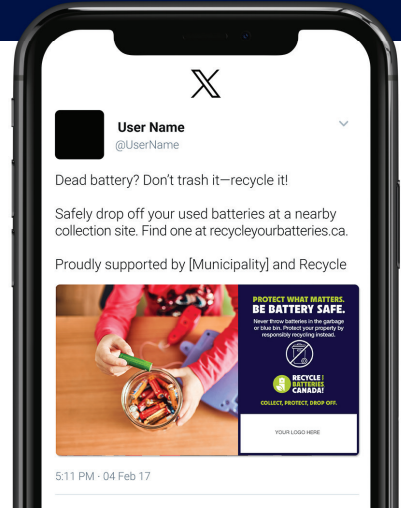 X
User Name
@UserName
Dead battery? Don't trash it—recycle it!
Safely drop off your used batteries at a nearby
collection site. Find one at recycleyourbatteries.ca.
Proudly supported by [Municipality] and Recycle
PROTECT WHAT MATTERS.
BE BATTERY SAFE.
Never throw batteries in the garbage
or blue bin. Protect your property by
responsibly recycling instead.
RECYCLE
BATTERIES
CANADA!
COLLECT, PROTECT, DROP OFF.
YOUR LOGO HERE
5:11 PM · 04 Feb 17